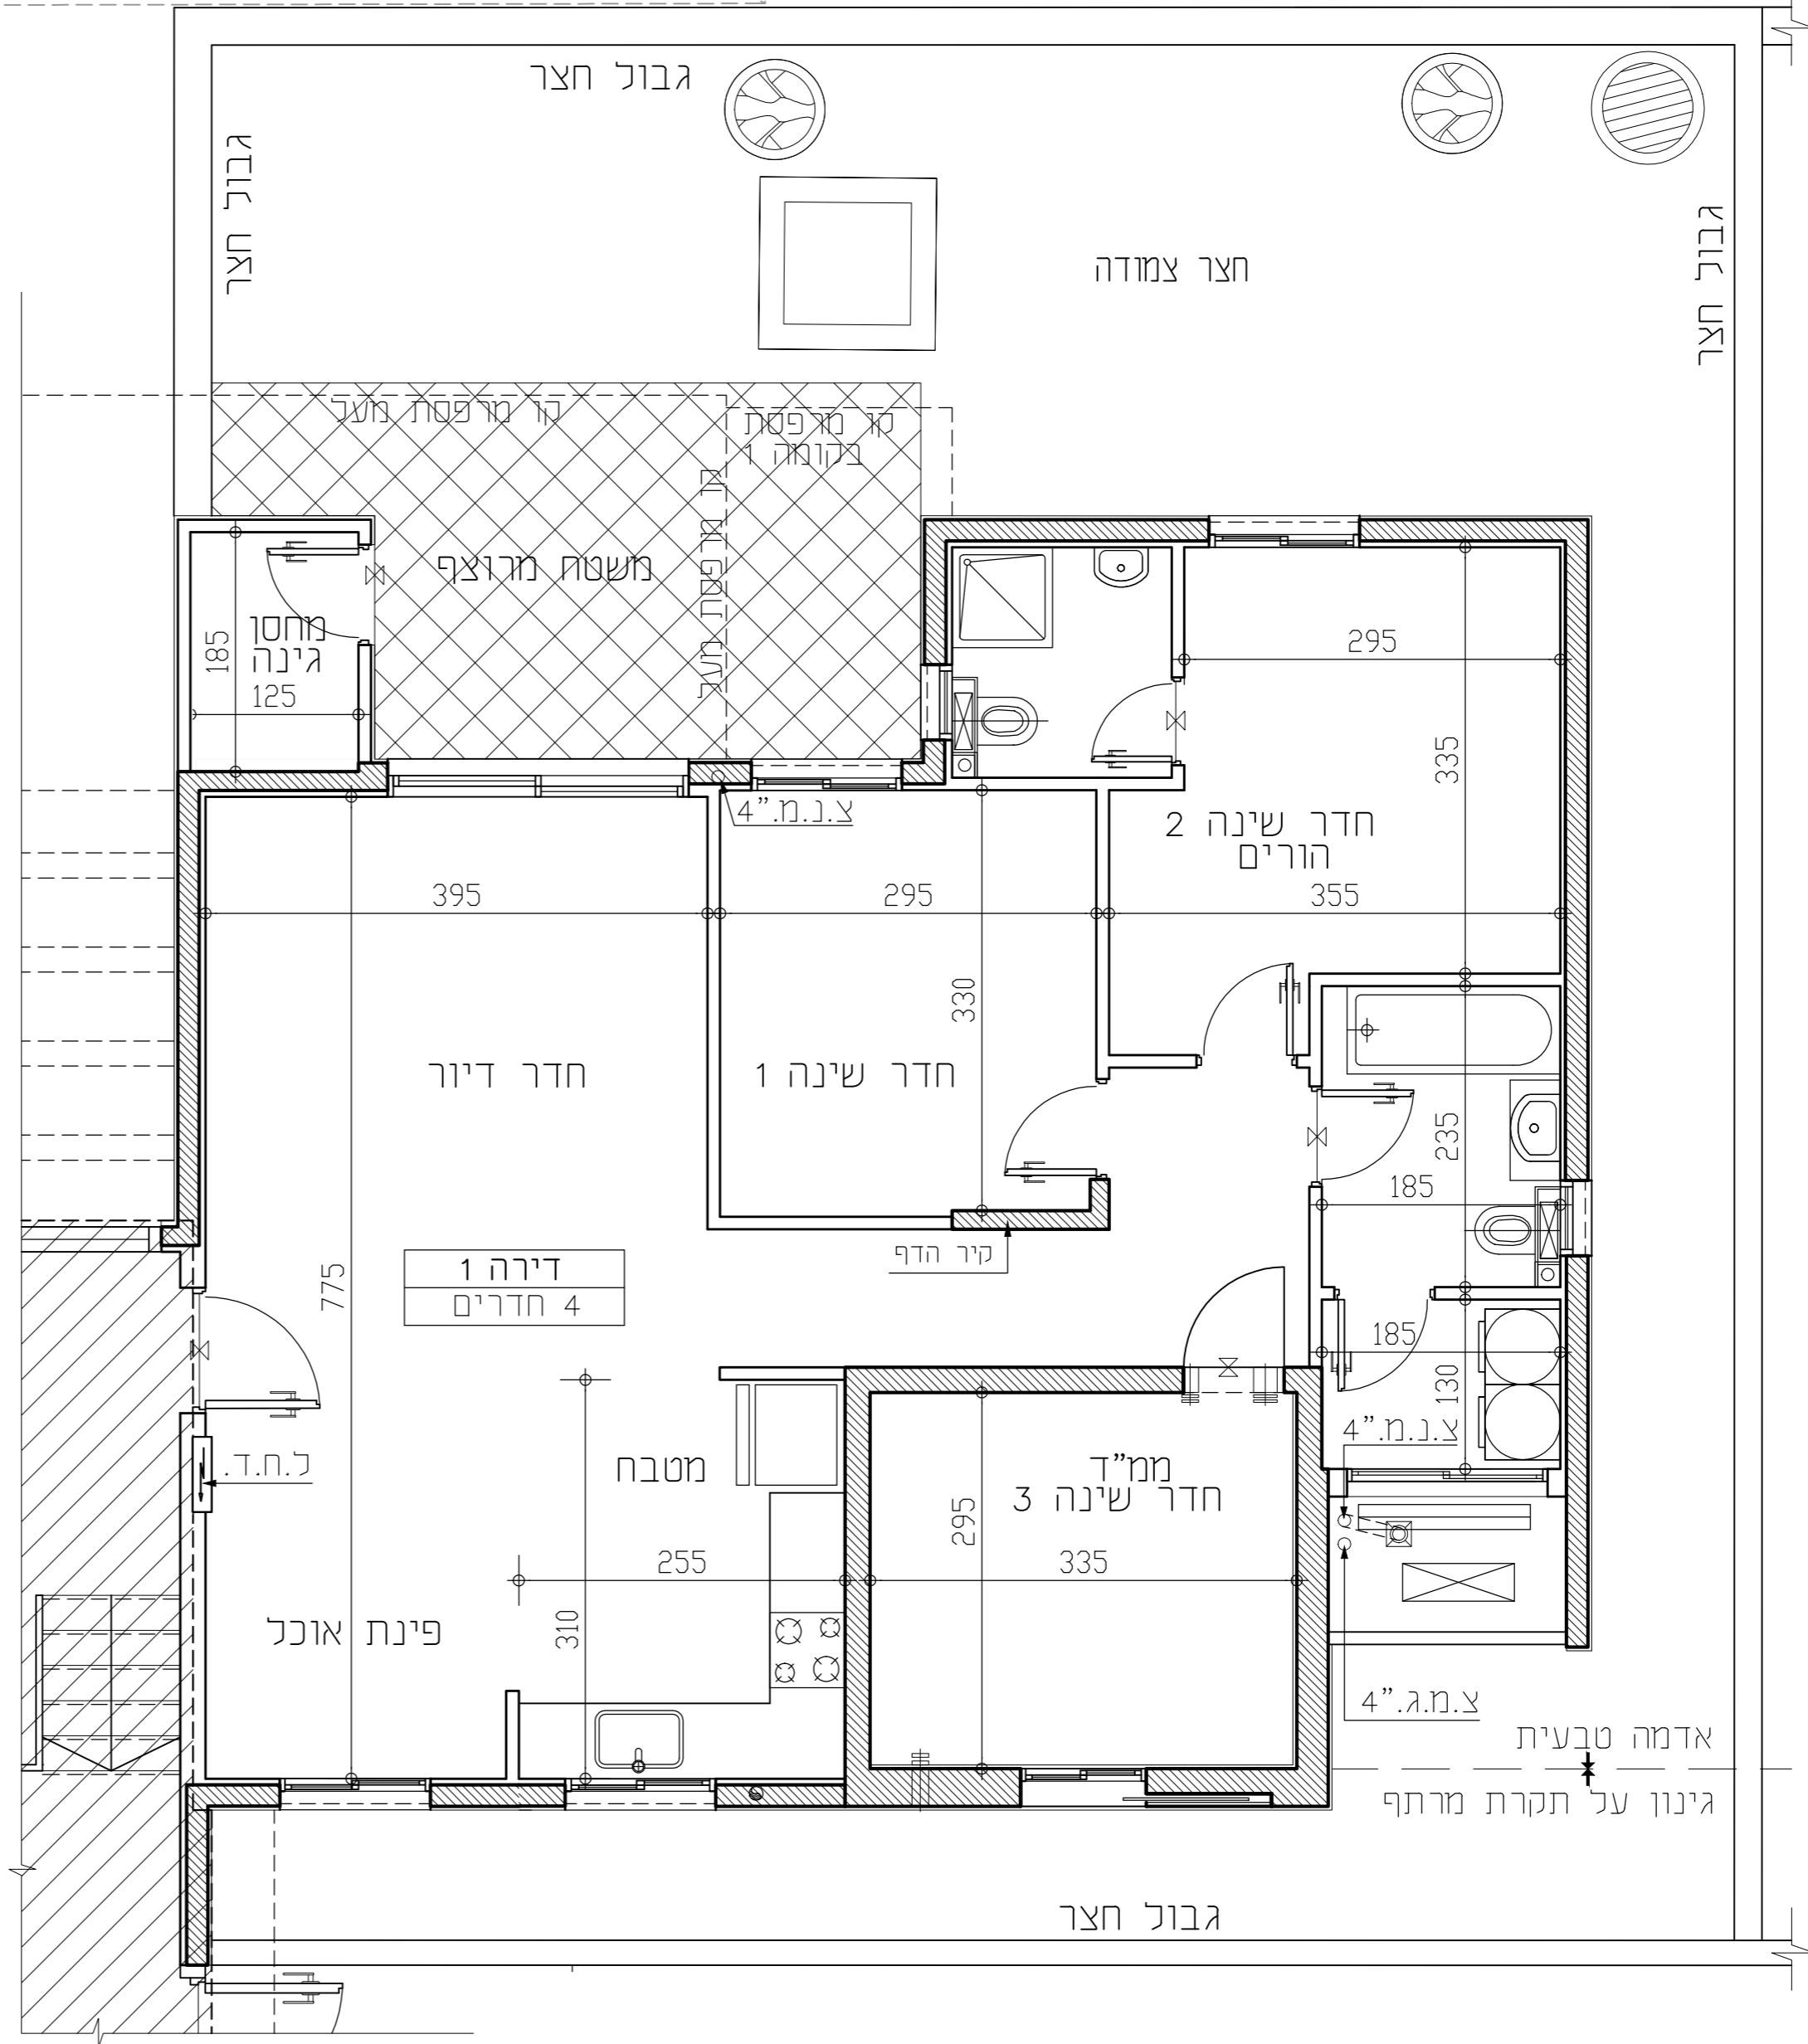 גבול חצר
גבול חצר
גבול חצר
חצר צמודה
קו מרפסת מעל
קו מרפסת
בקומה 1
קו מרפסת מעל
משטח מרוצף
מחסן
גינה
185
125
295
335
צ.נ.מ."4
חדר שינה 2
הורים
395
295
355
330
חדר דיור
חדר שינה 1
235
185
קיר הדף
דירה 1
4 חדרים
775
185
130
צ.נ.מ."4
ל.ח.ד.
מטבח
ממ"ד
חדר שינה 3
295
255
335
310
פינת אוכל
צ.מ.ג."4
אדמה טבעית
גינון על תקרת מרתף
גבול חצר